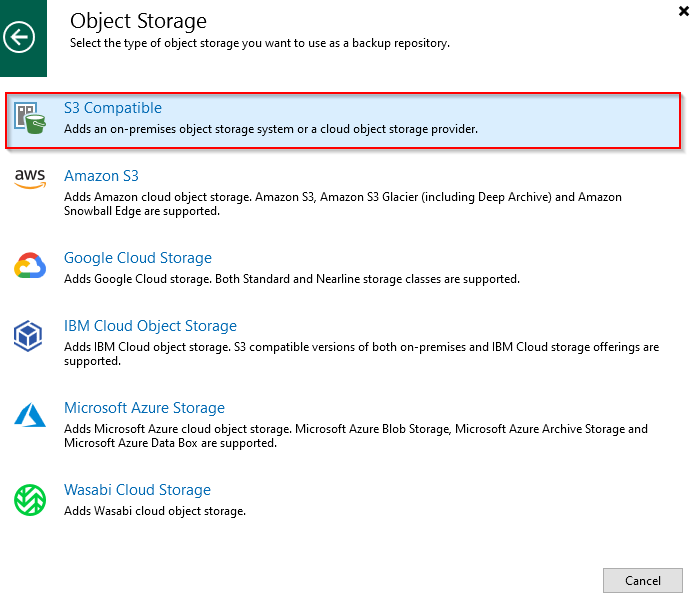 Object Storage
Select the type of object storage you want to use as a backup repository.
S3 Compatible
Adds an on-premises object storage system or a cloud object storage provider.
aws
Amazon S3
Adds Amazon cloud object storage. Amazon S3, Amazon S3 Glacier (including Deep Archive) and Amazon
Snowball Edge are supported.
Google Cloud Storage
Adds Google Cloud storage. Both Standard and Nearline storage classes are supported.
IBM Cloud Object Storage
Adds IBM Cloud object storage. S3 compatible versions of both on-premises and IBM Cloud storage offerings are
supported.
Microsoft Azure Storage
Adds Microsoft Azure cloud object storage. Microsoft Azure Blob Storage, Microsoft Azure Archive Storage and
Microsoft Azure Data Box are supported.
Wasabi Cloud Storage
Adds Wasabi cloud object storage.
Cancel